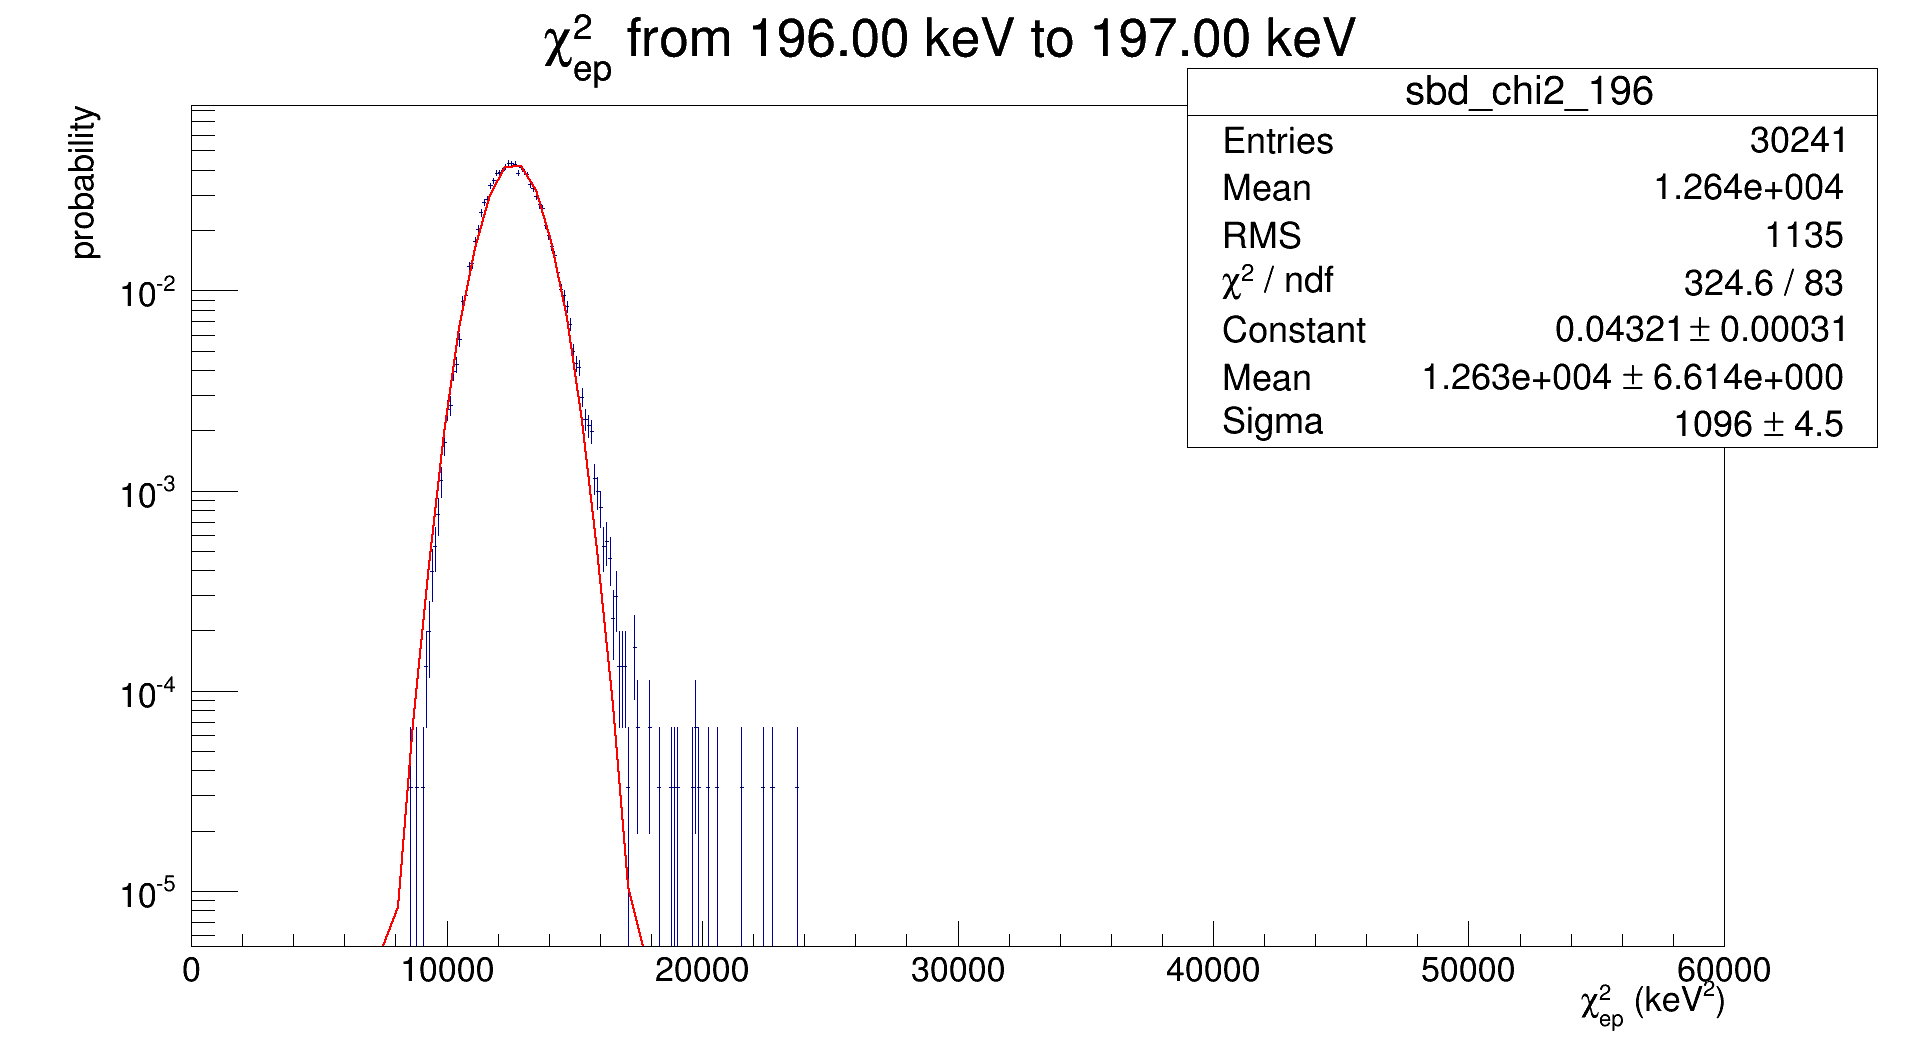 χ²ep from 196.00 keV to 197.00 keV
sbd_chi2_196
Entries 30241
Mean 1.264e+004
RMS 1135
χ² / ndf 324.6 / 83
Constant 0.04321 ± 0.00031
Mean 1.263e+004 ± 6.614e+000
Sigma 1096 ± 4.5
probability
10⁻²
10⁻³
10⁻⁴
10⁻⁵
0 10000 20000 30000 40000 50000 60000
χ²ep (keV²)